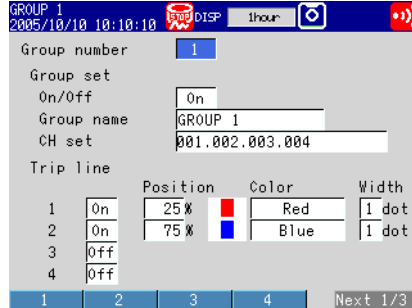 GROUP 1
2005/10/10 10:10:10 STOP DISP 1hour
Group number 1
Group set
On/Off On
Group name GROUP 1
CH set 001.002.003.004
Trip line
Position Color Width
1 On 25% Red 1 dot
2 On 75% Blue 1 dot
3 Off
4 Off
1 2 3 4 Next 1/3